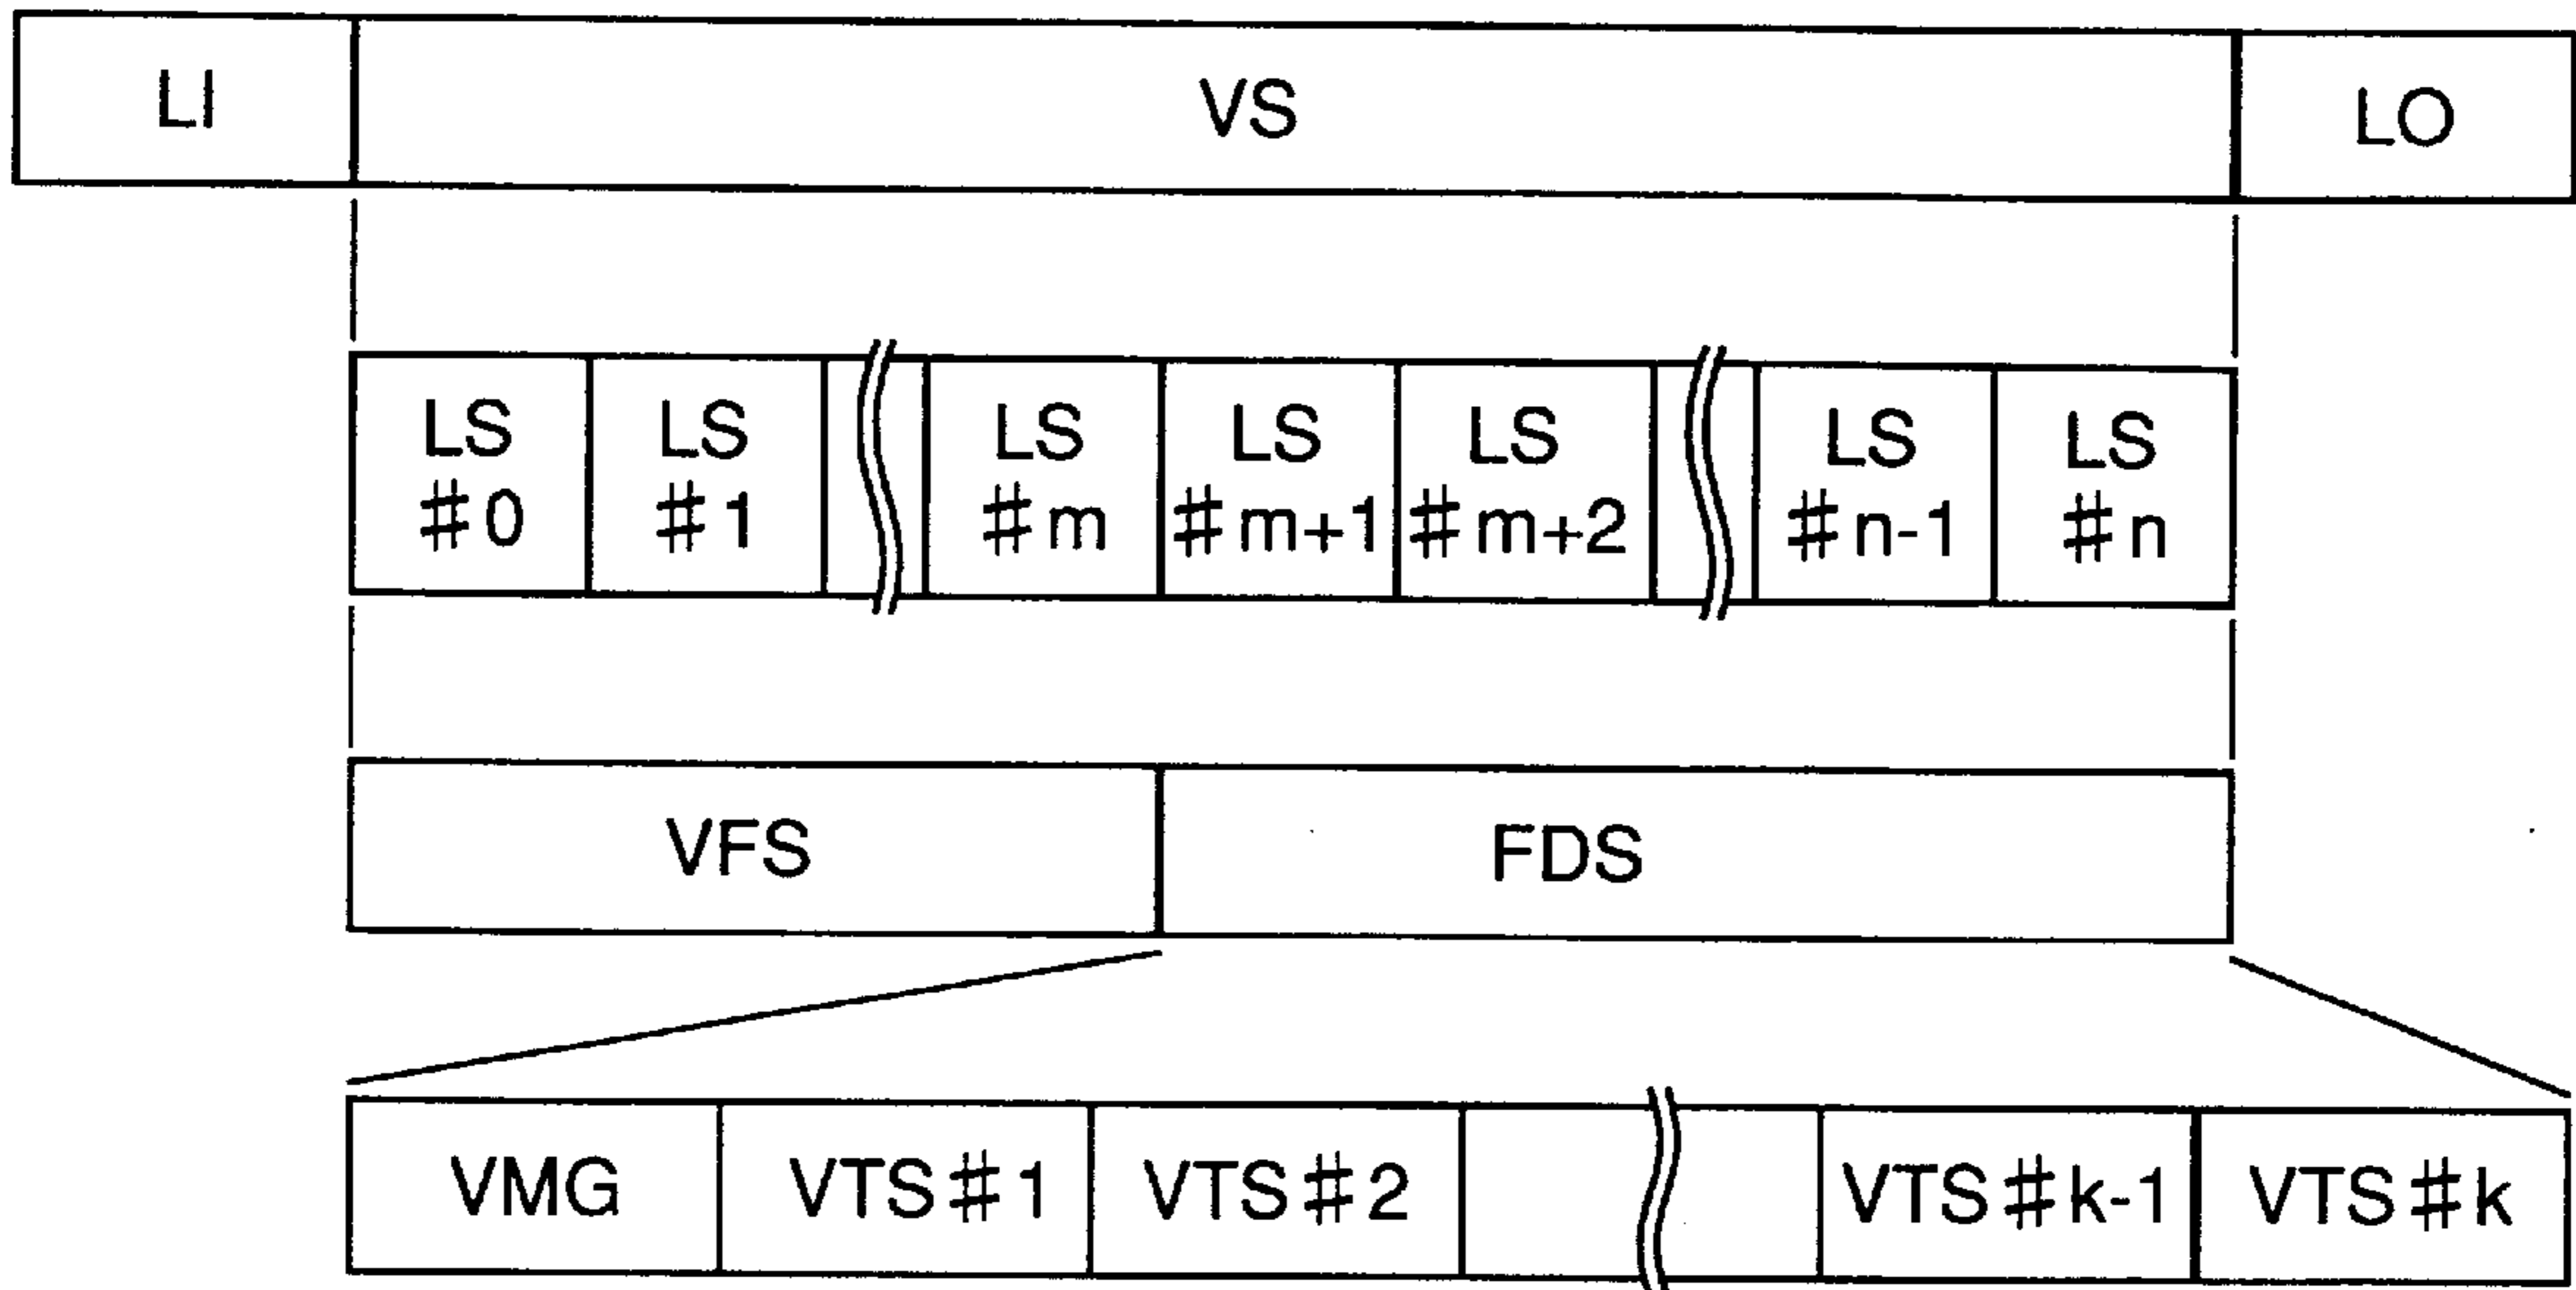 LI VS LO
LS LS LS LS LS LS LS
#0 #1 #m #m+1 #m+2 #n-1 #n
VFS FDS
VMG VTS#1 VTS#2 VTS#k-1 VTS#k